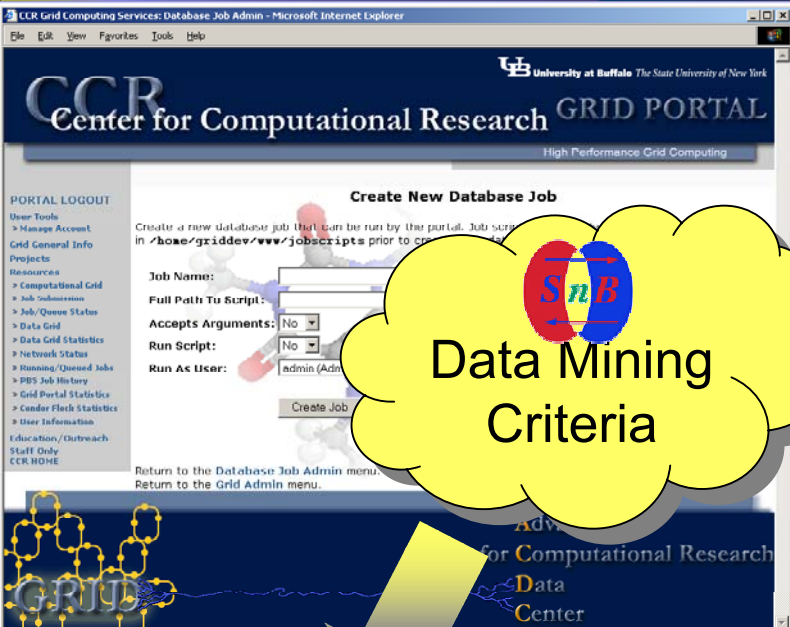 CCR Grid Computing Services: Database Job Admin - Microsoft Internet Explorer
File Edit View Favorites Tools Help
UB University at Buffalo The State University of New York
CCR
Center for Computational Research GRID PORTAL
High Performance Grid Computing
PORTAL LOGOUT
User Tools
» Manage Account
Grid General Info
Projects
Resources
» Computational Grid
» Job Submission
» Job/Queue Status
» Data Grid
» Data Grid Statistics
» Network Status
» Running/Queued Jobs
» PBS Job History
» Grid Portal Statistics
» Condor Flock Statistics
» User Information
Education/Outreach
Staff Only
CCR HOME
Create New Database Job
Create a new database job that can be run by the portal. Job
in /home/griddev/www/jobscripts prior to
Job Name:
Full Path To Script:
Accepts Arguments: No
Run Script: No
Run As User: admin
Create Job
Return to the Database Job Admin menu.
Return to the Grid Admin menu.
SnB
Data Mining
Criteria
GRID
for Computational Research
Data
Center